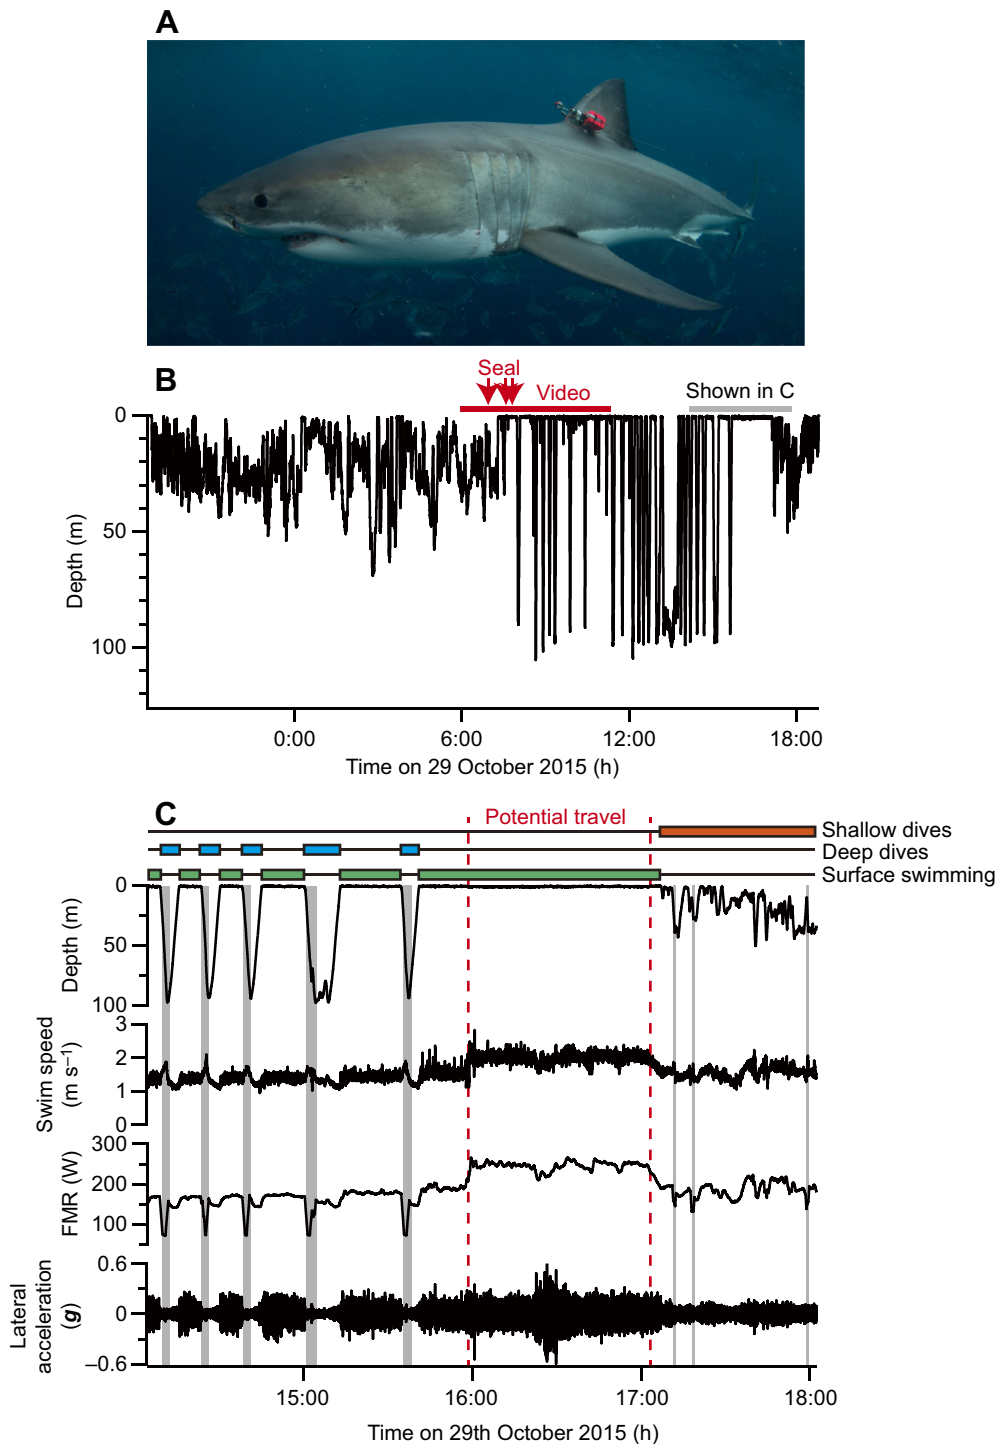 A
B
Seal
Video
Shown in C
0
50
100
Depth (m)
0:00
6:00
12:00
18:00
Time on 29 October 2015 (h)
C
Potential travel
Shallow dives
Deep dives
Surface swimming
0
50
100
Depth (m)
3
2
1
0
Swim speed
(m s⁻¹)
300
200
100
FMR (W)
0.6
0
–0.6
Lateral
acceleration
(g)
15:00
16:00
17:00
18:00
Time on 29th October 2015 (h)